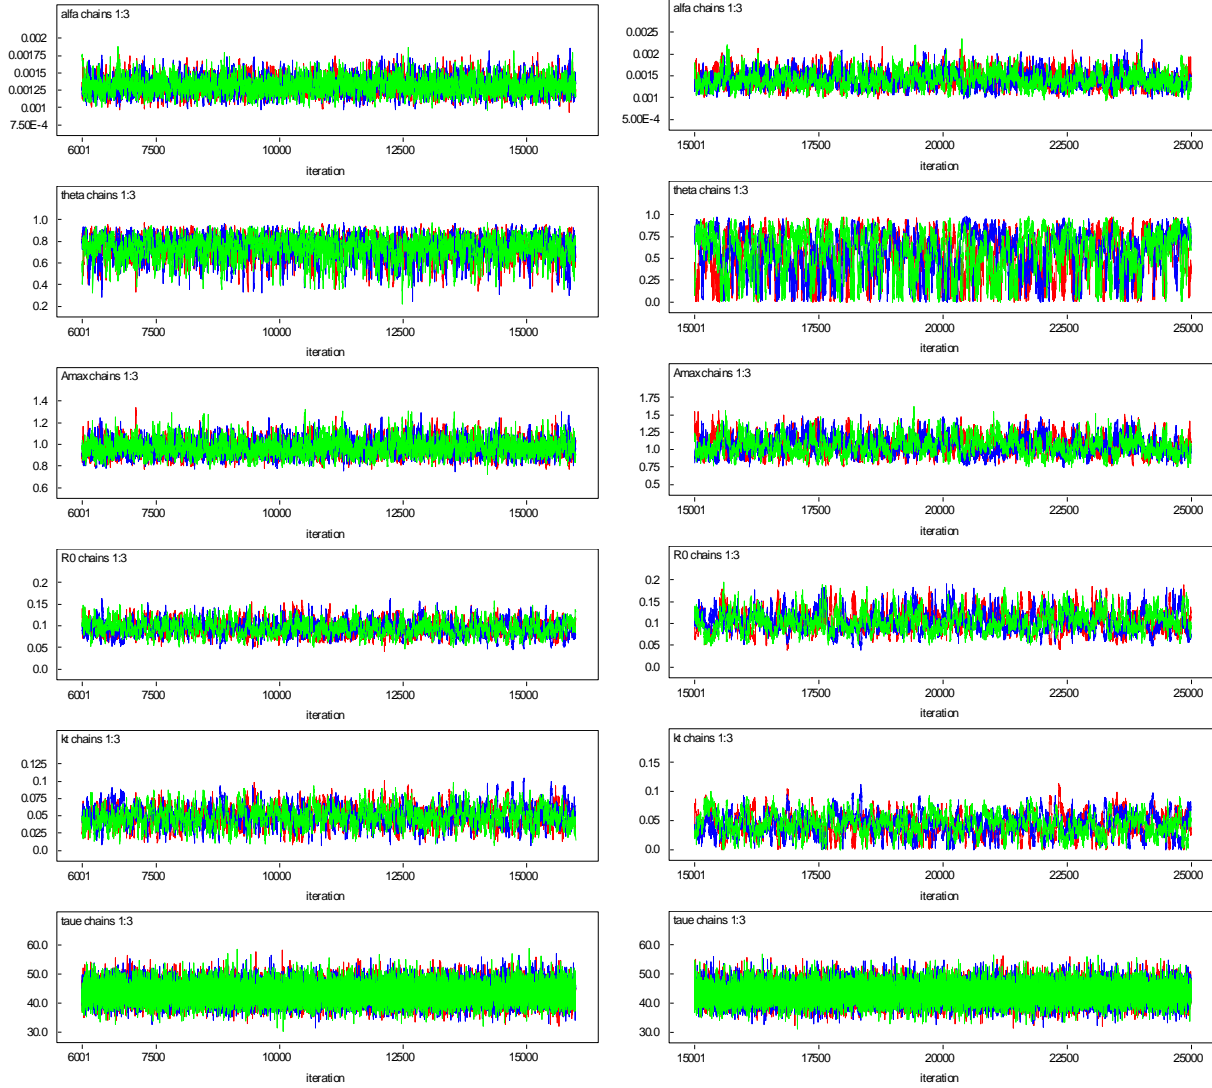 alfa chains 1:3
0.002
0.00175
0.0015
0.00125
0.001
7.50E-4
6001 7500 10000 12500 15000
iteration
alfa chains 1:3
0.0025
0.002
0.0015
0.001
5.00E-4
15001 17500 20000 22500 25000
iteration
theta chains 1:3
1.0
0.8
0.6
0.4
0.2
6001 7500 10000 12500 15000
iteration
theta chains 1:3
1.0
0.75
0.5
0.25
0.0
15001 17500 20000 22500 25000
iteration
Amax chains 1:3
1.4
1.2
1.0
0.8
0.6
6001 7500 10000 12500 15000
iteration
Amax chains 1:3
1.75
1.5
1.25
1.0
0.75
0.5
15001 17500 20000 22500 25000
iteration
R0 chains 1:3
0.2
0.15
0.1
0.05
0.0
6001 7500 10000 12500 15000
iteration
R0 chains 1:3
0.2
0.15
0.1
0.05
0.0
15001 17500 20000 22500 25000
iteration
kt chains 1:3
0.125
0.1
0.075
0.05
0.025
0.0
6001 7500 10000 12500 15000
iteration
kt chains 1:3
0.15
0.1
0.05
0.0
15001 17500 20000 22500 25000
iteration
taue chains 1:3
60.0
50.0
40.0
30.0
6001 7500 10000 12500 15000
iteration
taue chains 1:3
60.0
50.0
40.0
30.0
15001 17500 20000 22500 25000
iteration